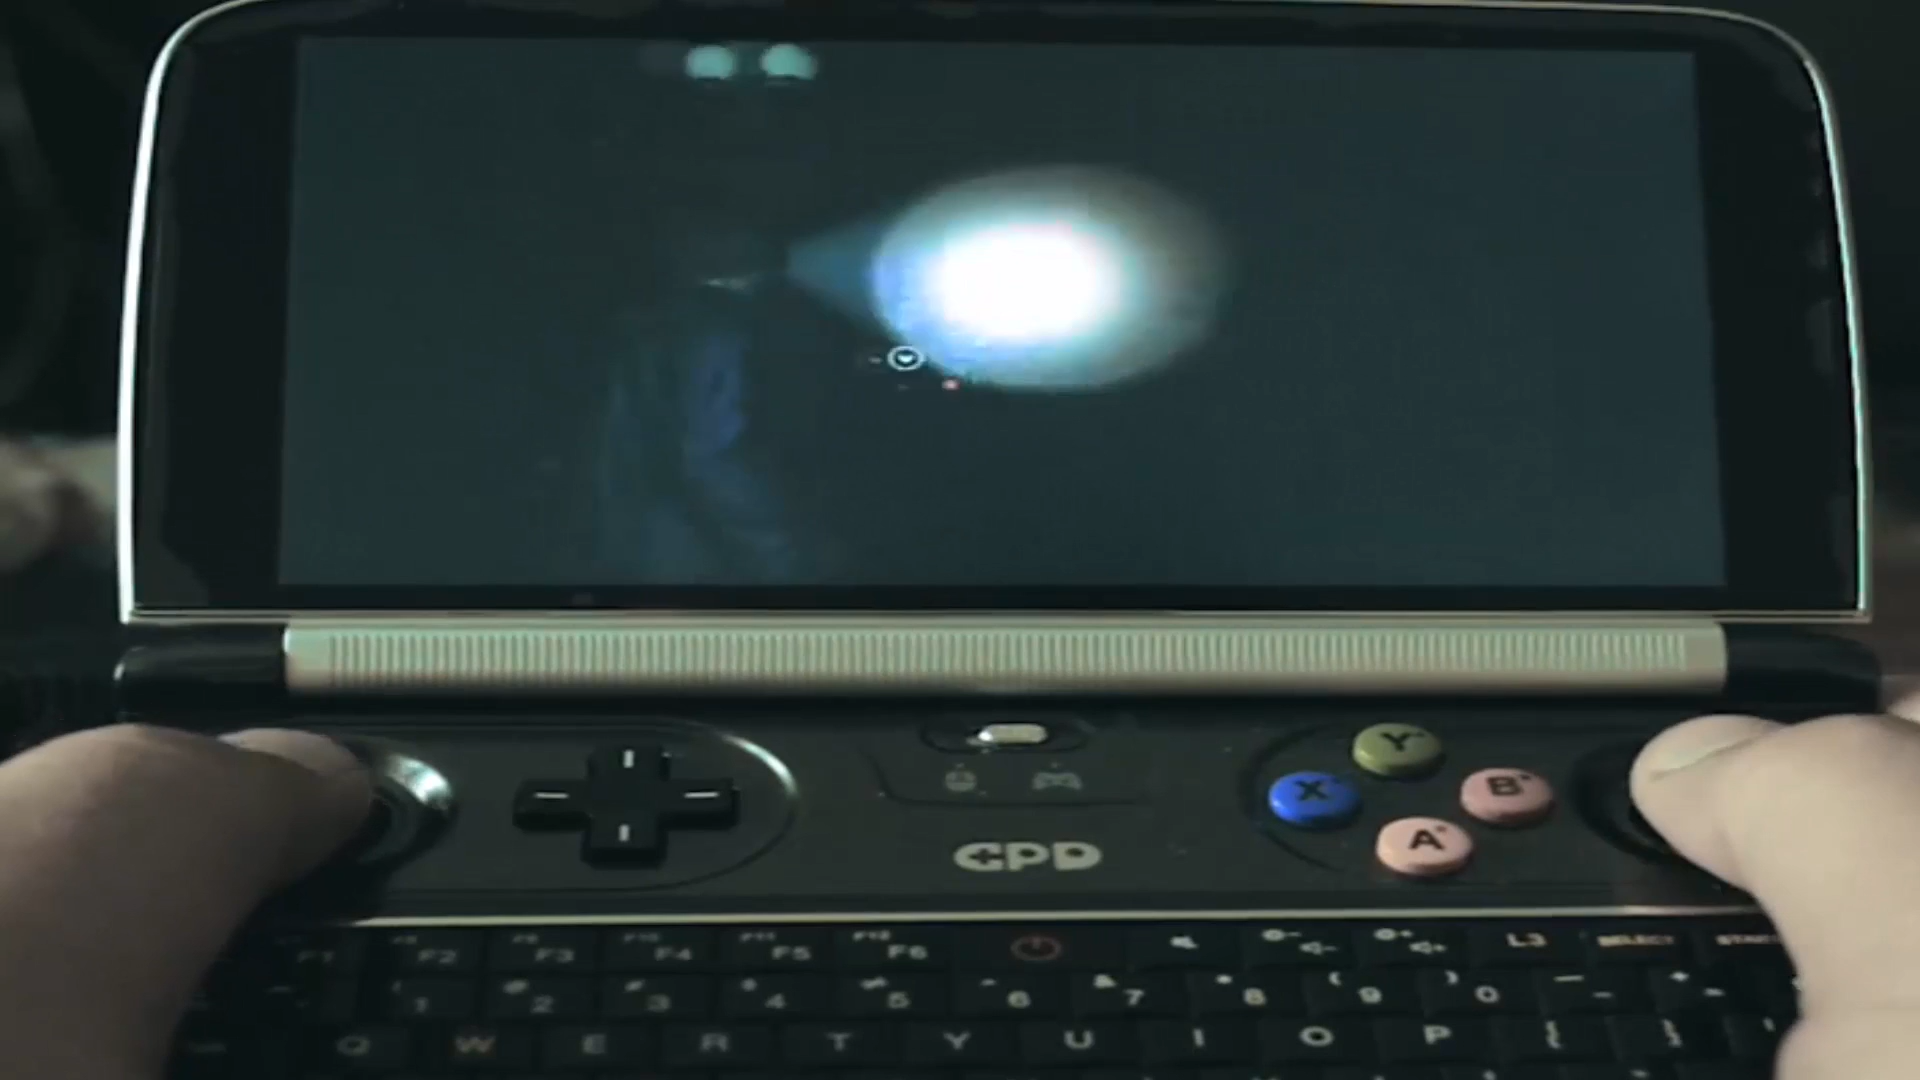 Y
X B
A
GPD
F1 F2 F3 F4 F5 F6 L3 SELECT START
1 2 3 4 5 6 7 8 9 0
Q W E R T Y U I O P { }